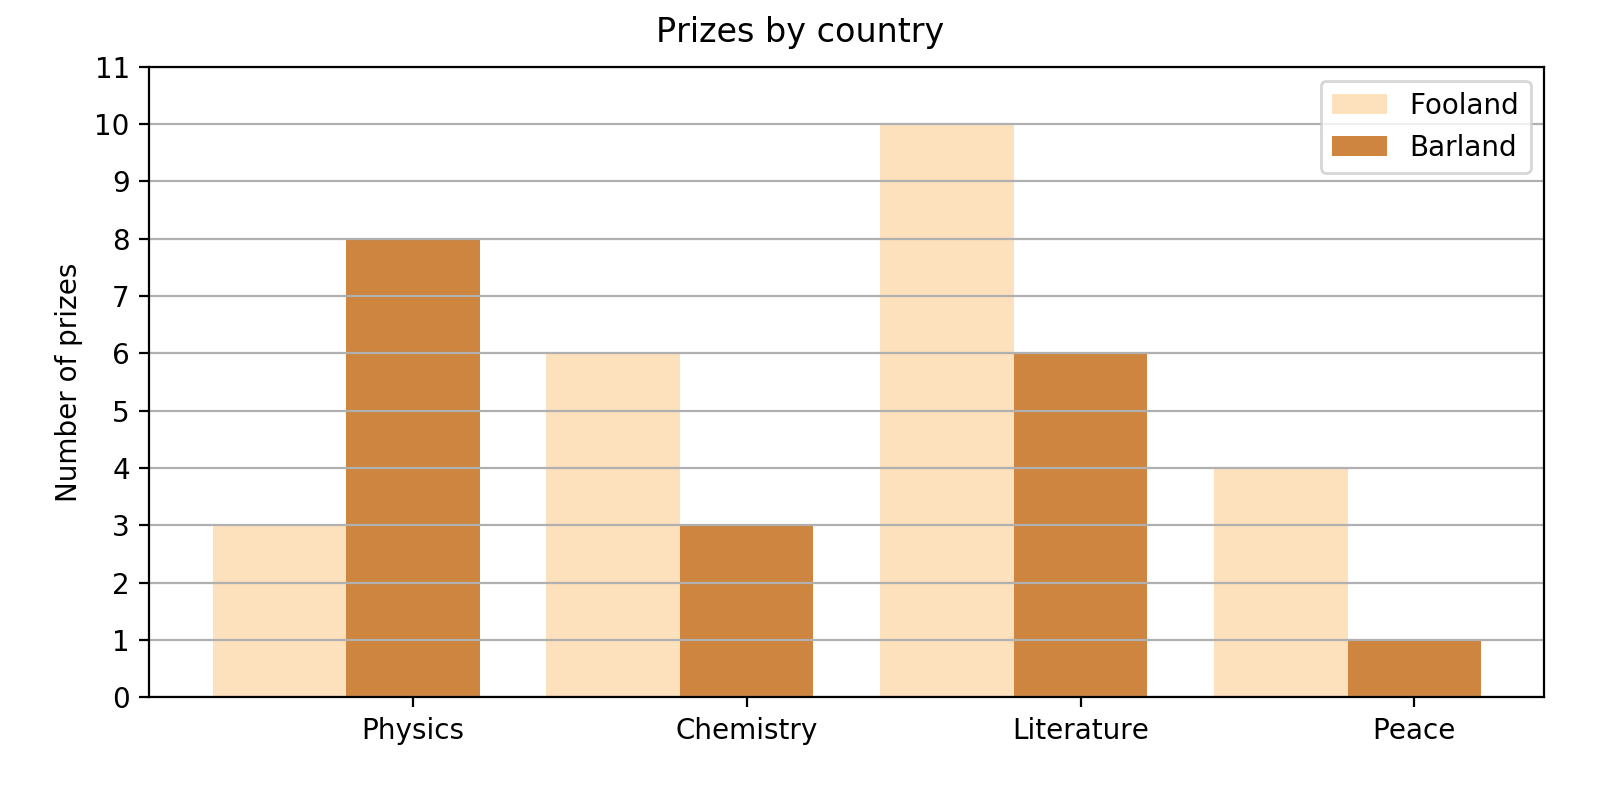 Prizes by country
Number of prizes
11
10
9
8
7
6
5
4
3
2
1
0
Fooland
Barland
Physics Chemistry Literature Peace